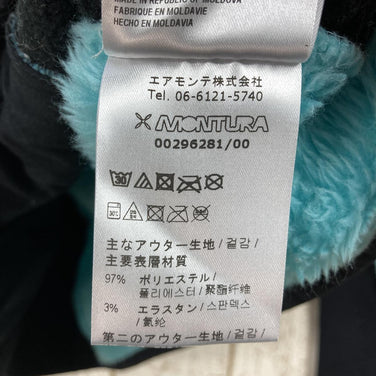 REPUBLIC OF MOLDOVA
FABRIQUÉ EN MOLDAVIE
HECHO EN MOLDAVIA
エアモンテ株式会社
Tel. 06-6121-5740
MONTURA
00296281/00
主なアウター生地/겉감/
主要表層材質
97% ポリエステル/
폴리에스터/聚酯纤维
3% エラスタン/스판덱스
/氨纶
第二のアウター生地/겉감/